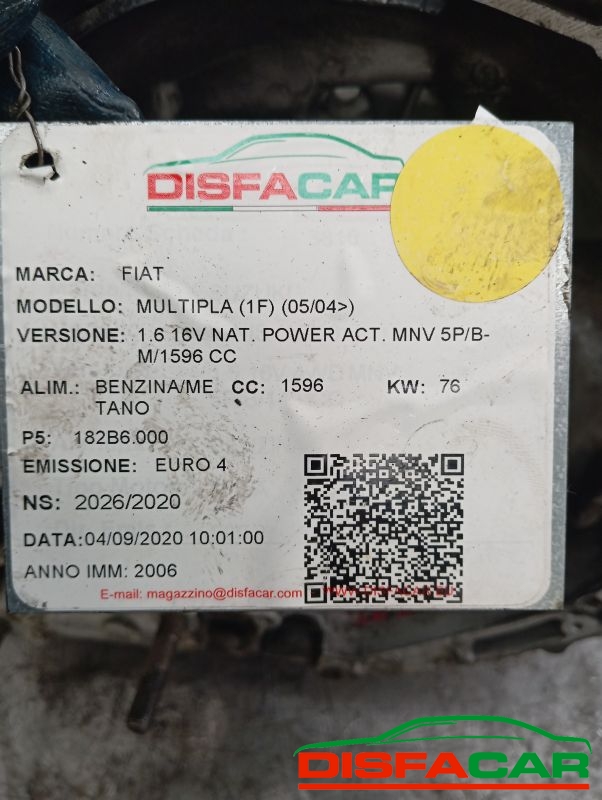 DISFACAR
MARCA: FIAT
MODELLO: MULTIPLA (1F) (05/04>)
VERSIONE: 1.6 16V NAT. POWER ACT. MNV 5P/B-
M/1596 CC
ALIM.: BENZINA/ME CC: 1596 KW: 76
TANO
P5: 182B6.000
EMISSIONE: EURO 4
NS: 2026/2020
DATA:04/09/2020 10:01:00
ANNO IMM: 2006
E-mail: magazzino@disfacar.com
DISFACAR